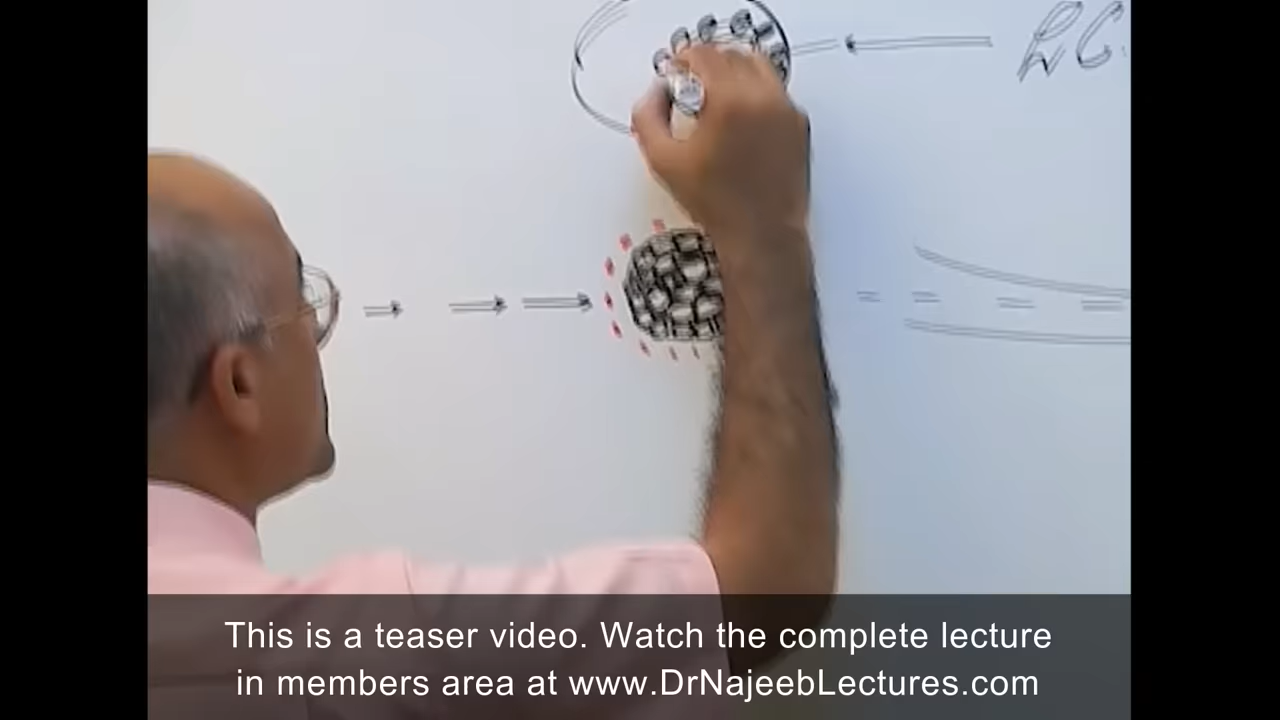 This is a teaser video. Watch the complete lecture
in members area at www.DrNajeebLectures.com